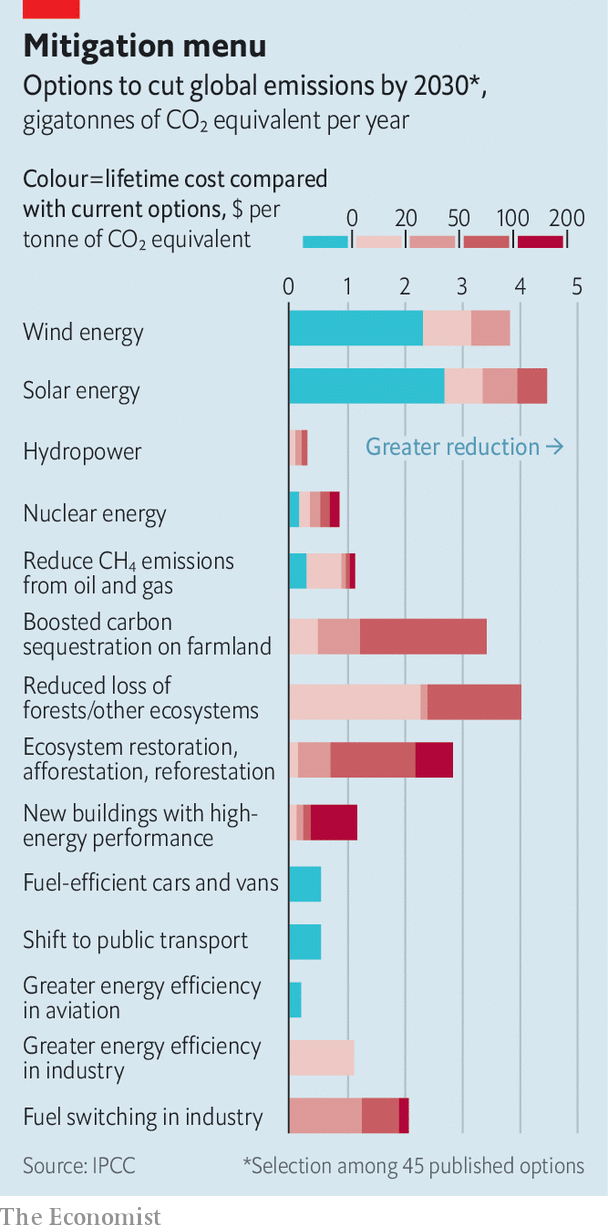 Mitigation menu
Options to cut global emissions by 2030*,
gigatonnes of CO₂ equivalent per year
Colour=lifetime cost compared
with current options, $ per
tonne of CO₂ equivalent
0 20 50 100 200
0 1 2 3 4 5
Wind energy
Solar energy
Hydropower
Greater reduction →
Nuclear energy
Reduce CH₄ emissions
from oil and gas
Boosted carbon
sequestration on farmland
Reduced loss of
forests/other ecosystems
Ecosystem restoration,
afforestation, reforestation
New buildings with high-
energy performance
Fuel-efficient cars and vans
Shift to public transport
Greater energy efficiency
in aviation
Greater energy efficiency
in industry
Fuel switching in industry
Source: IPCC
*Selection among 45 published options
The Economist